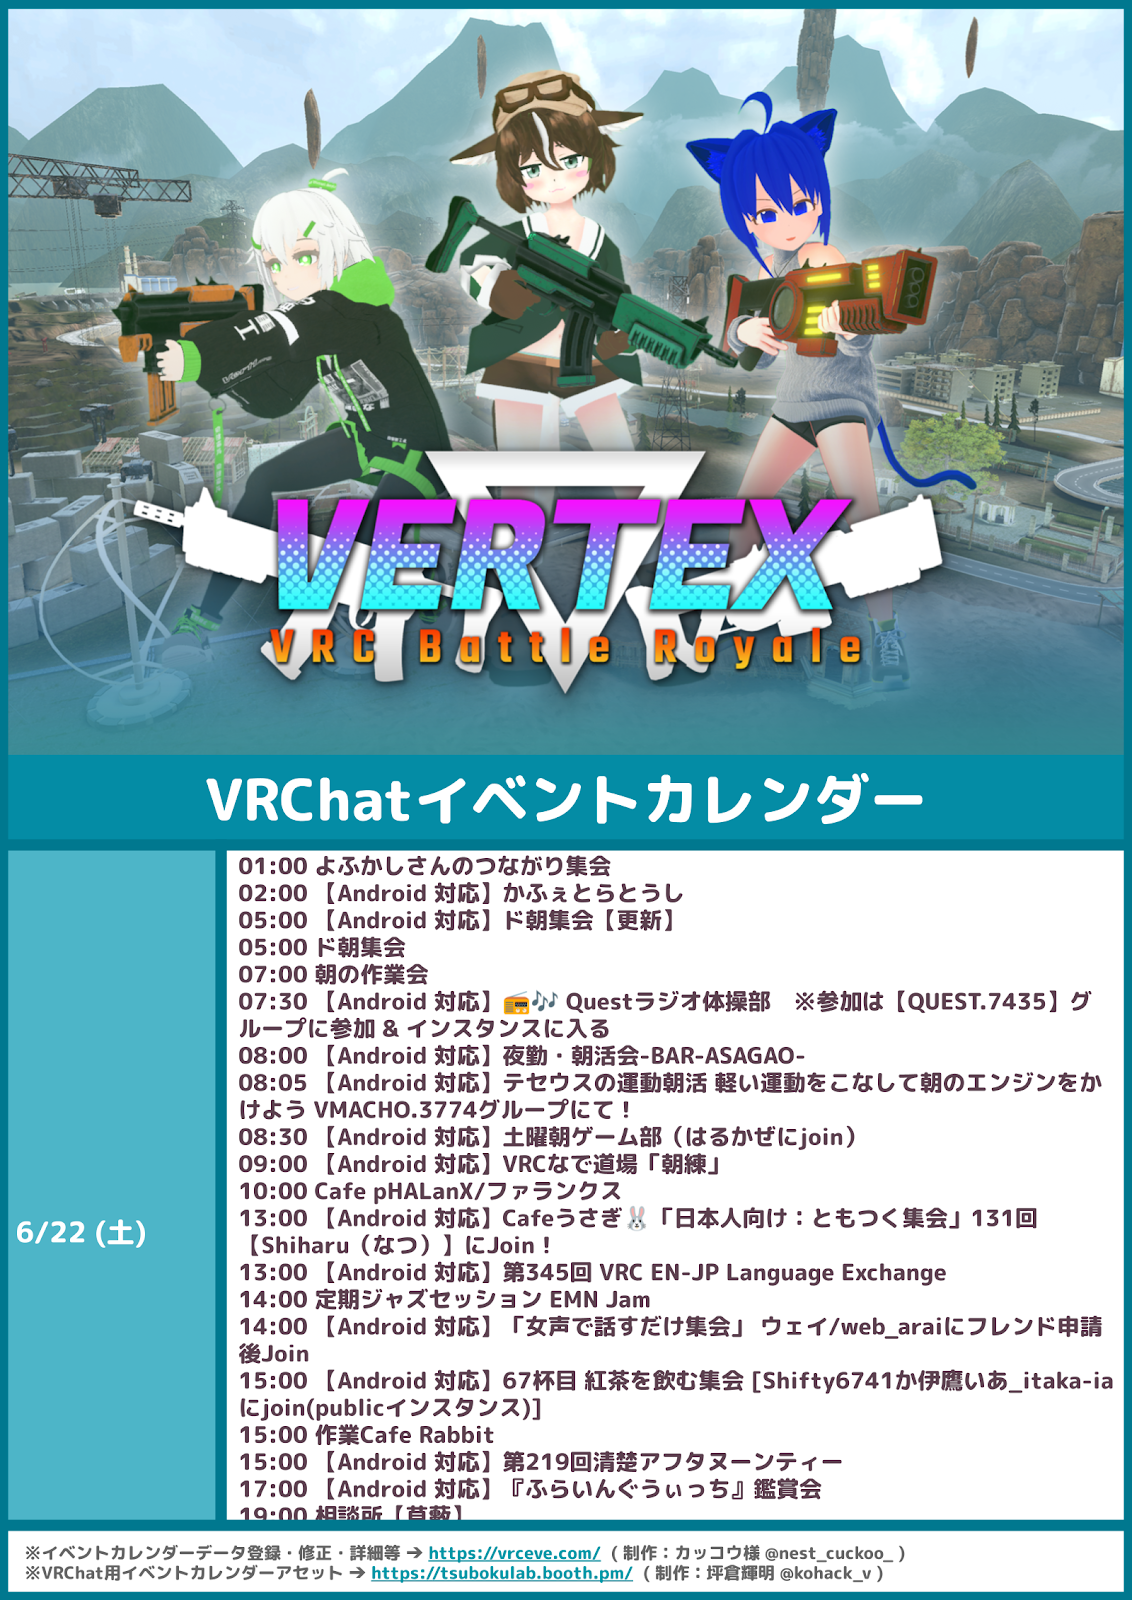 VERTEX
VRC Battle Royale
VRChatイベントカレンダー
6/22 (土)
01:00 よふかしさんのつながり集会
02:00 【Android 対応】かふぇとらとうし
05:00 【Android 対応】ド朝集会【更新】
05:00 ド朝集会
07:00 朝の作業会
07:30 【Android 対応】📻🎶 Questラジオ体操部　※参加は【QUEST.7435】グ
ループに参加 & インスタンスに入る
08:00 【Android 対応】夜勤・朝活会-BAR-ASAGAO-
08:05 【Android 対応】テセウスの運動朝活 軽い運動をこなして朝のエンジンをか
けよう VMACHO.3774グループにて！
08:30 【Android 対応】土曜朝ゲーム部（はるかぜにjoin）
09:00 【Android 対応】VRCなで道場「朝練」
10:00 Cafe pHALanX/ファランクス
13:00 【Android 対応】Cafeうさぎ🐰「日本人向け：ともつく集会」131回
【Shiharu（なつ）】にJoin！
13:00 【Android 対応】第345回 VRC EN-JP Language Exchange
14:00 定期ジャズセッション EMN Jam
14:00 【Android 対応】「女声で話すだけ集会」 ウェイ/web_araiにフレンド申請
後Join
15:00 【Android 対応】67杯目 紅茶を飲む集会 [Shifty6741か伊鷹いあ_itaka-ia
にjoin(publicインスタンス)]
15:00 作業Cafe Rabbit
15:00 【Android 対応】第219回清楚アフタヌーンティー
17:00 【Android 対応】『ふらいんぐうぃっち』鑑賞会
19:00 相談所
※イベントカレンダーデータ登録・修正・詳細等 ➔ https://vrceve.com/ （制作：カッコウ様 @nest_cuckoo_ ）
※VRChat用イベントカレンダーアセット ➔ https://tsubokulab.booth.pm/ （制作：坪倉輝明 @kohack_v ）